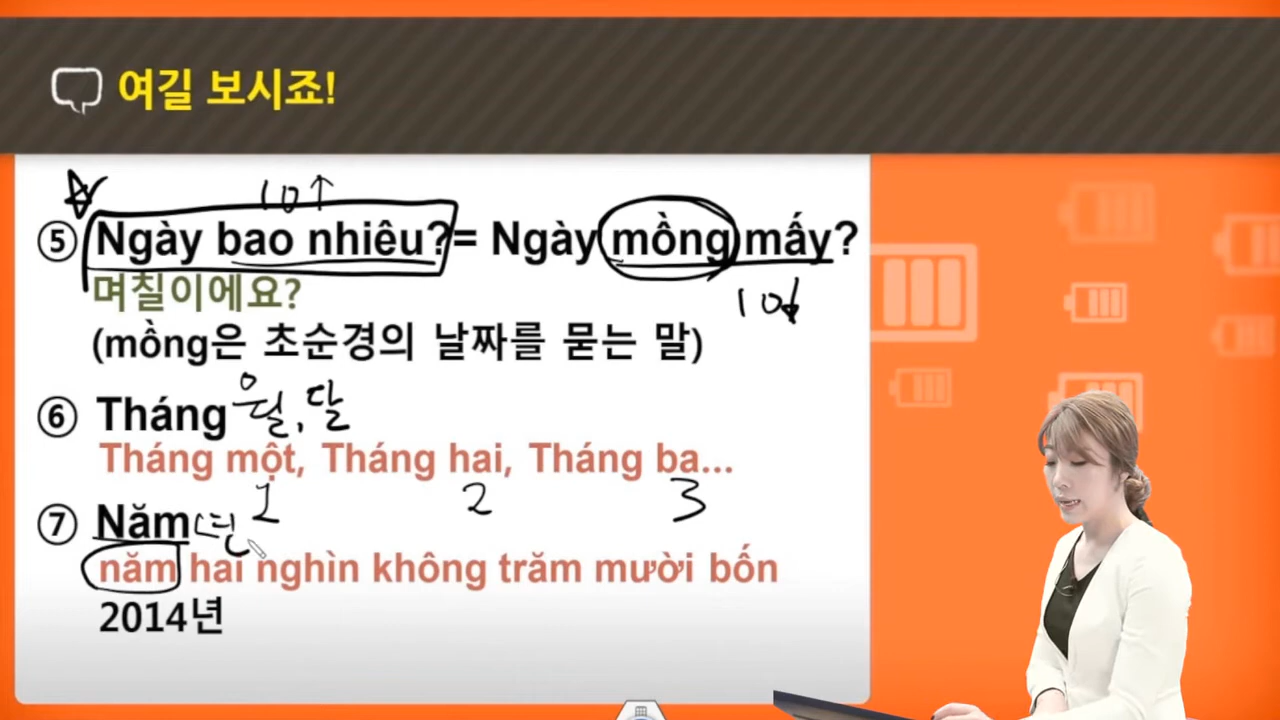 여길 보시죠!
10↑
⑤ Ngày bao nhiêu? = Ngày mồng mấy?
며칠이에요?
10↓
(mồng은 초순경의 날짜를 묻는 말)
⑥ Tháng 월, 달
Tháng một, Tháng hai, Tháng ba...
1 2 3
⑦ Năm 년
năm hai nghìn không trăm mười bốn
2014년